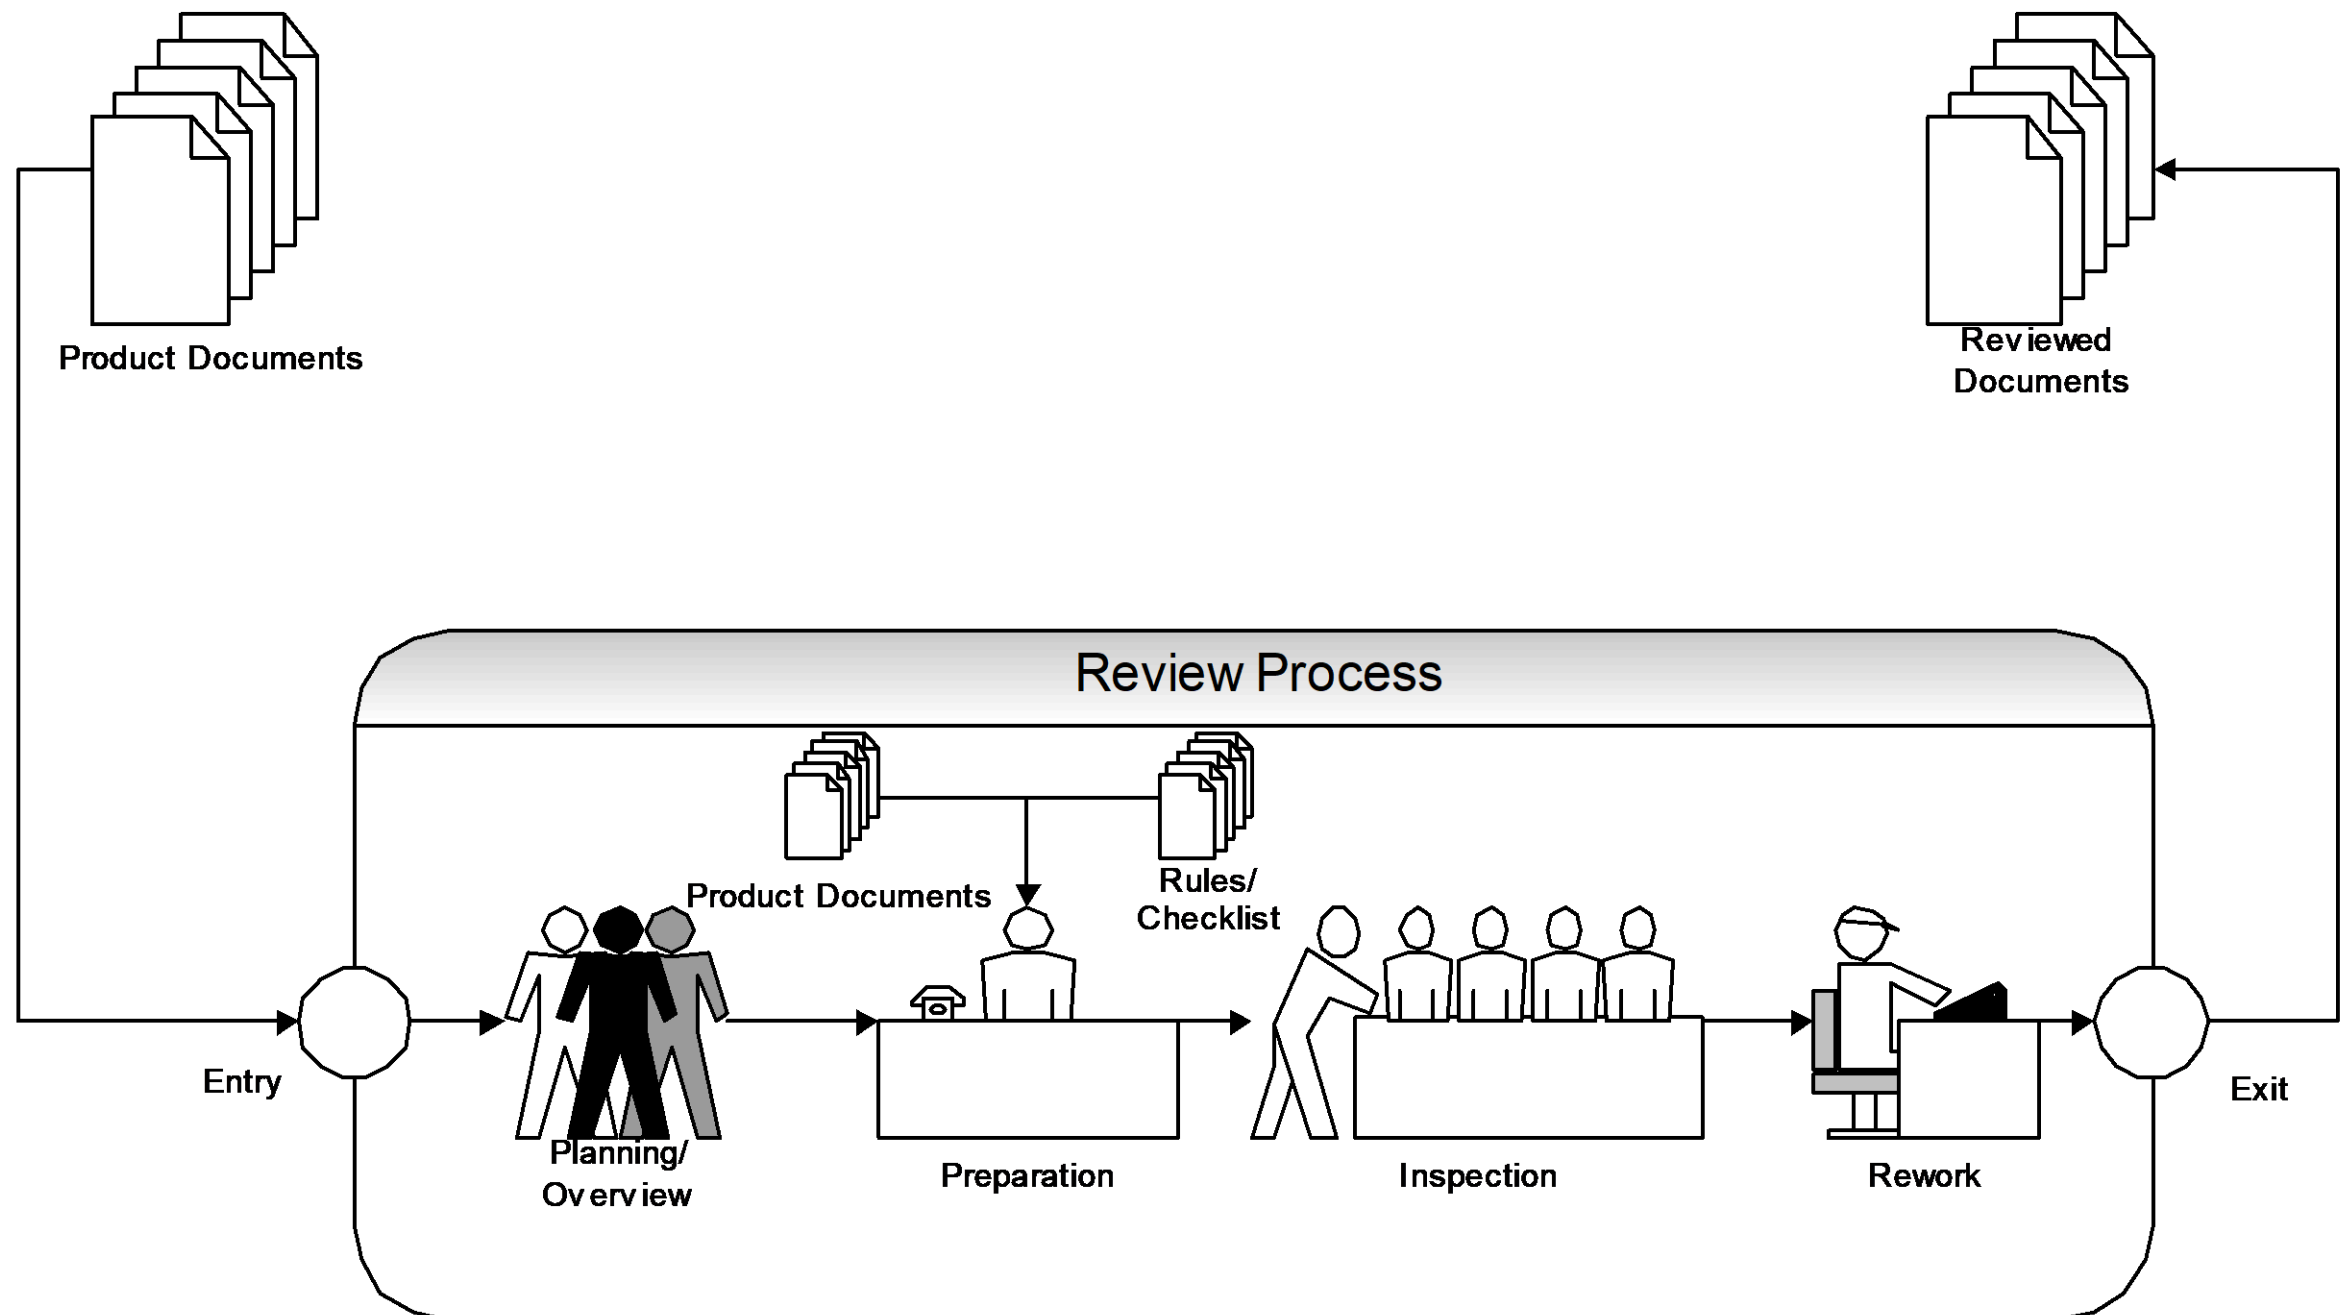 Product Documents
Reviewed
Documents
Review Process
Product Documents
Rules/
Checklist
Entry
Planning/
Overview
Preparation
Inspection
Rework
Exit